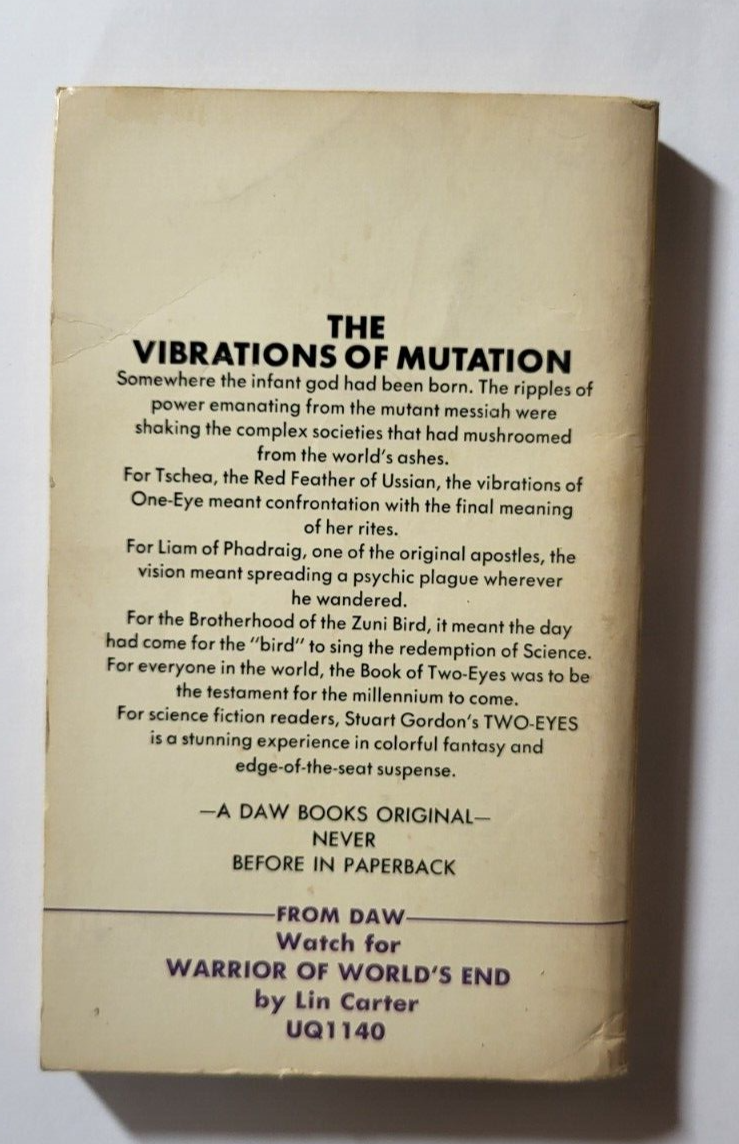 THE
VIBRATIONS OF MUTATION
Somewhere the infant god had been born. The ripples of
power emanating from the mutant messiah were
shaking the complex societies that had mushroomed
from the world's ashes.
For Tschea, the Red Feather of Ussian, the vibrations of
One-Eye meant confrontation with the final meaning
of her rites.
For Liam of Phadraig, one of the original apostles, the
vision meant spreading a psychic plague wherever
he wandered.
For the Brotherhood of the Zuni Bird, it meant the day
had come for the "bird" to sing the redemption of Science.
For everyone in the world, the Book of Two-Eyes was to be
the testament for the millennium to come.
For science fiction readers, Stuart Gordon's TWO-EYES
is a stunning experience in colorful fantasy and
edge-of-the-seat suspense.
—A DAW BOOKS ORIGINAL—
NEVER
BEFORE IN PAPERBACK
FROM DAW
Watch for
WARRIOR OF WORLD'S END
by Lin Carter
UQ1140